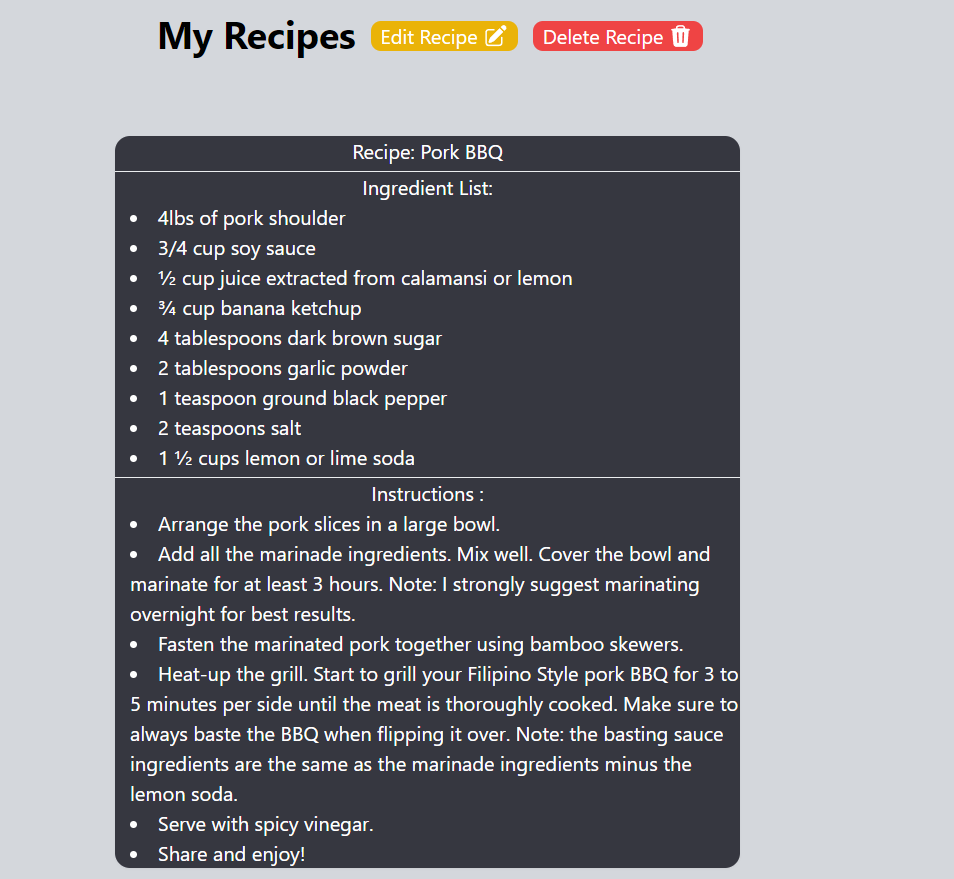 My Recipes Edit Recipe Delete Recipe
Recipe: Pork BBQ
Ingredient List:
• 4lbs of pork shoulder
• 3/4 cup soy sauce
• ½ cup juice extracted from calamansi or lemon
• ¾ cup banana ketchup
• 4 tablespoons dark brown sugar
• 2 tablespoons garlic powder
• 1 teaspoon ground black pepper
• 2 teaspoons salt
• 1 ½ cups lemon or lime soda
Instructions :
• Arrange the pork slices in a large bowl.
• Add all the marinade ingredients. Mix well. Cover the bowl and
marinate for at least 3 hours. Note: I strongly suggest marinating
overnight for best results.
• Fasten the marinated pork together using bamboo skewers.
• Heat-up the grill. Start to grill your Filipino Style pork BBQ for 3 to
5 minutes per side until the meat is thoroughly cooked. Make sure to
always baste the BBQ when flipping it over. Note: the basting sauce
ingredients are the same as the marinade ingredients minus the
lemon soda.
• Serve with spicy vinegar.
• Share and enjoy!